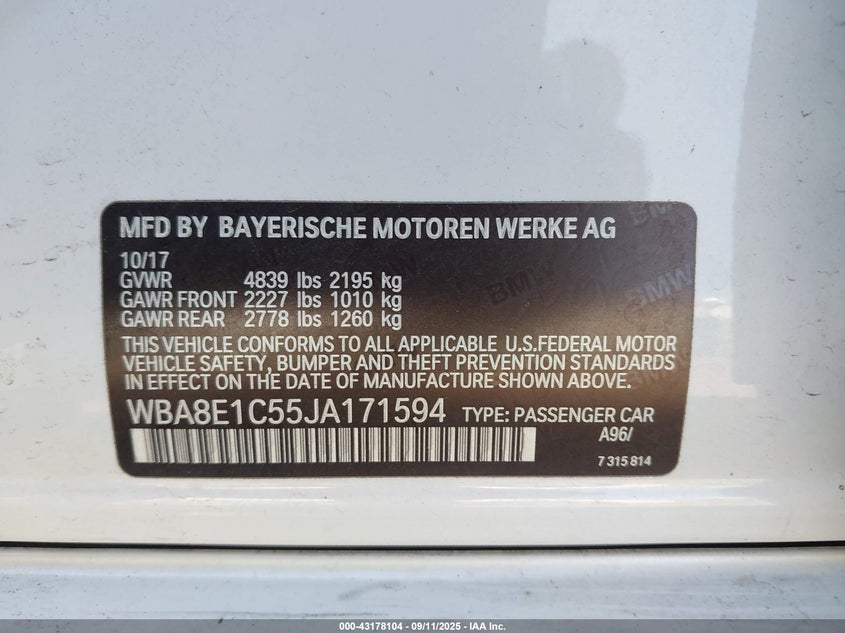 MFD BY BAYERISCHE MOTOREN WERKE AG
10/17
GVWR 4839 lbs 2195 kg
GAWR FRONT 2227 lbs 1010 kg
GAWR REAR 2778 lbs 1260 kg
THIS VEHICLE CONFORMS TO ALL APPLICABLE U.S.FEDERAL MOTOR
VEHICLE SAFETY, BUMPER AND THEFT PREVENTION STANDARDS
IN EFFECT ON THE DATE OF MANUFACTURE SHOWN ABOVE.
WBA8E1C55JA171594 TYPE: PASSENGER CAR
A96/
7 315 814
BMW
BMW
000-43178104 - 09/11/2025 - IAA Inc.